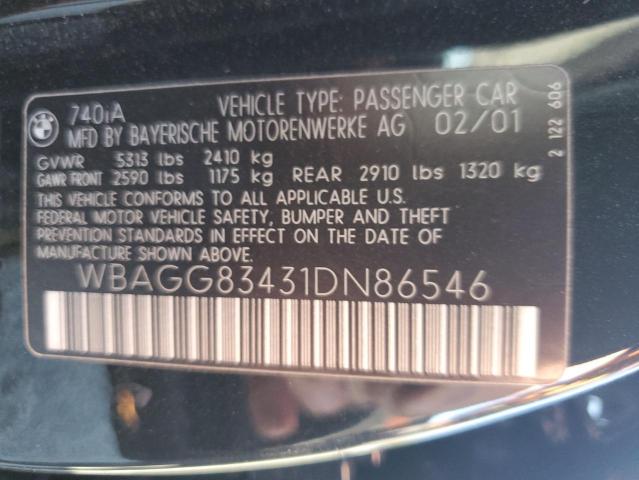 BMW
740iA VEHICLE TYPE: PASSENGER CAR
MFD BY BAYERISCHE MOTORENWERKE AG 02/01
GVWR 5313 lbs 2410 kg
GAWR FRONT 2590 lbs 1175 kg REAR 2910 lbs 1320 kg
THIS VEHICLE CONFORMS TO ALL APPLICABLE U.S.
FEDERAL MOTOR VEHICLE SAFETY, BUMPER AND THEFT
PREVENTION STANDARDS IN EFFECT ON THE DATE OF
MANUFACTURE SHOWN ABOVE.
WBAGG83431DN86546
2 122 606